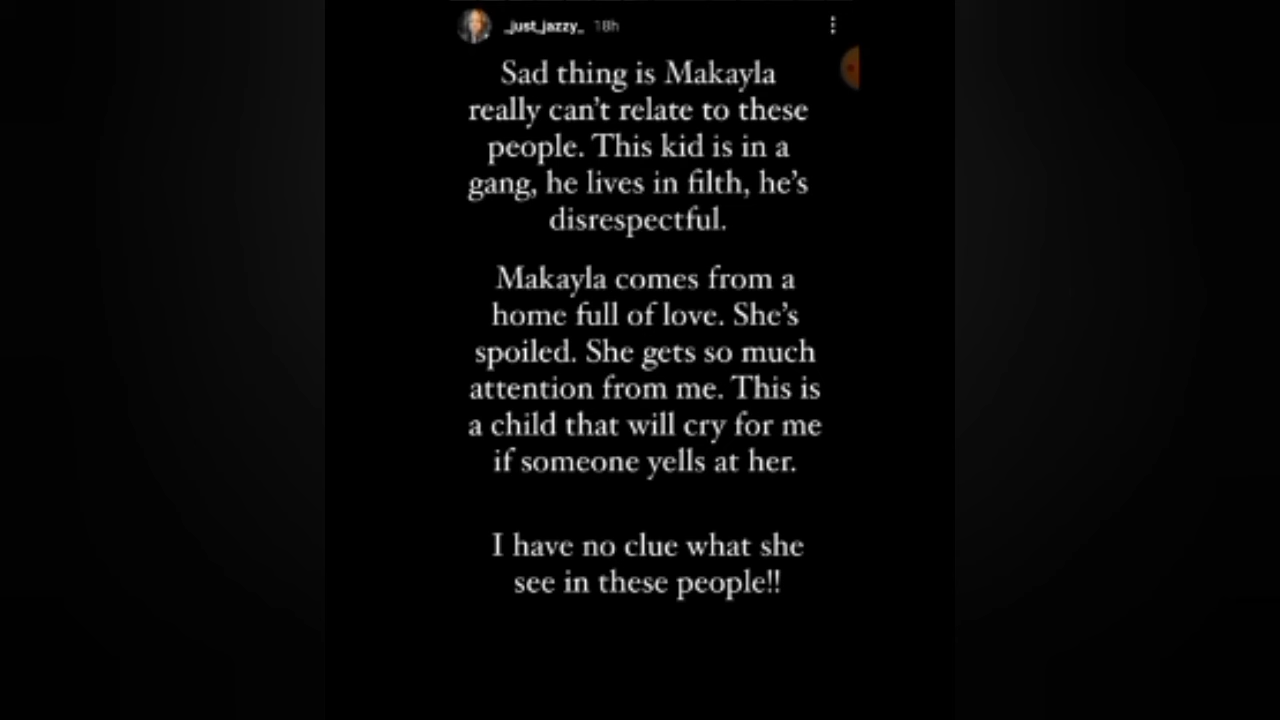 _just_jazzy_ 18h
Sad thing is Makayla
really can't relate to these
people. This kid is in a
gang, he lives in filth, he's
disrespectful.
Makayla comes from a
home full of love. She's
spoiled. She gets so much
attention from me. This is
a child that will cry for me
if someone yells at her.
I have no clue what she
see in these people!!